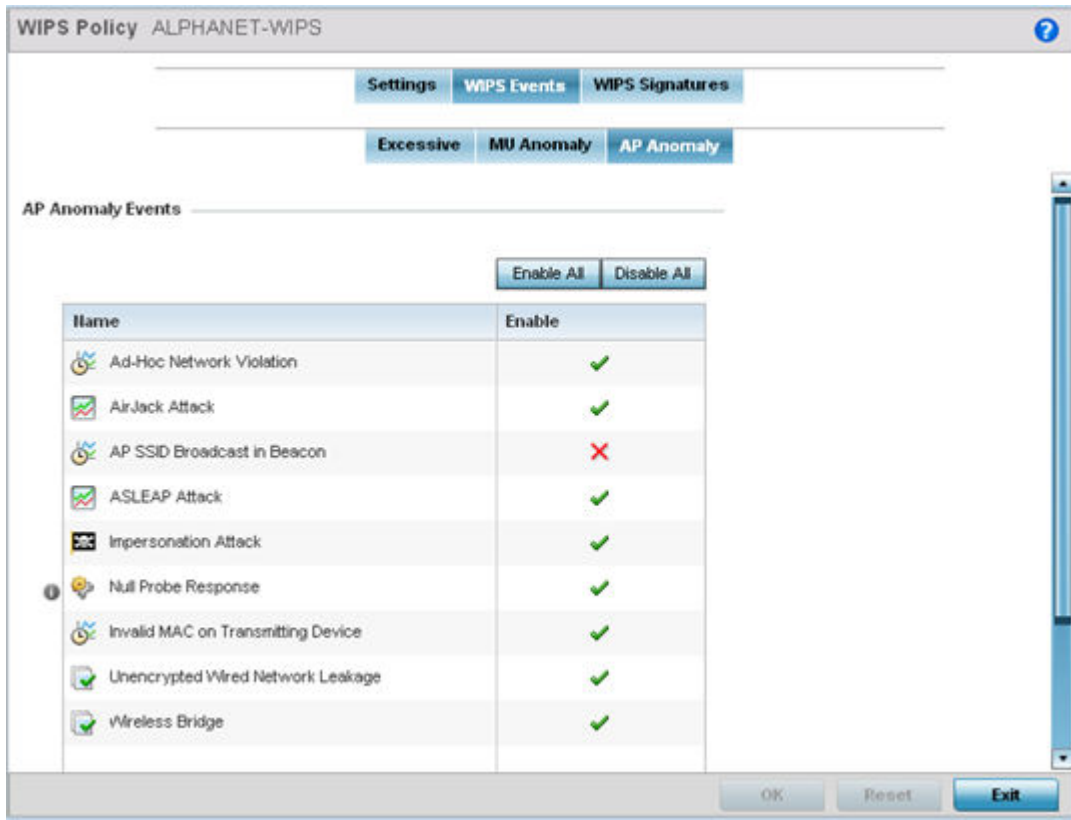 WIPS Policy ALPHANET-WIPS
?
Settings WIPS Events WIPS Signatures
Excessive MU Anomaly AP Anomaly
AP Anomaly Events
Enable All Disable All
Name Enable
Ad-Hoc Network Violation
AirJack Attack
AP SSID Broadcast in Beacon
ASLEAP Attack
Impersonation Attack
Null Probe Response
Invalid MAC on Transmitting Device
Unencrypted Wired Network Leakage
Wireless Bridge
OK Reset Exit